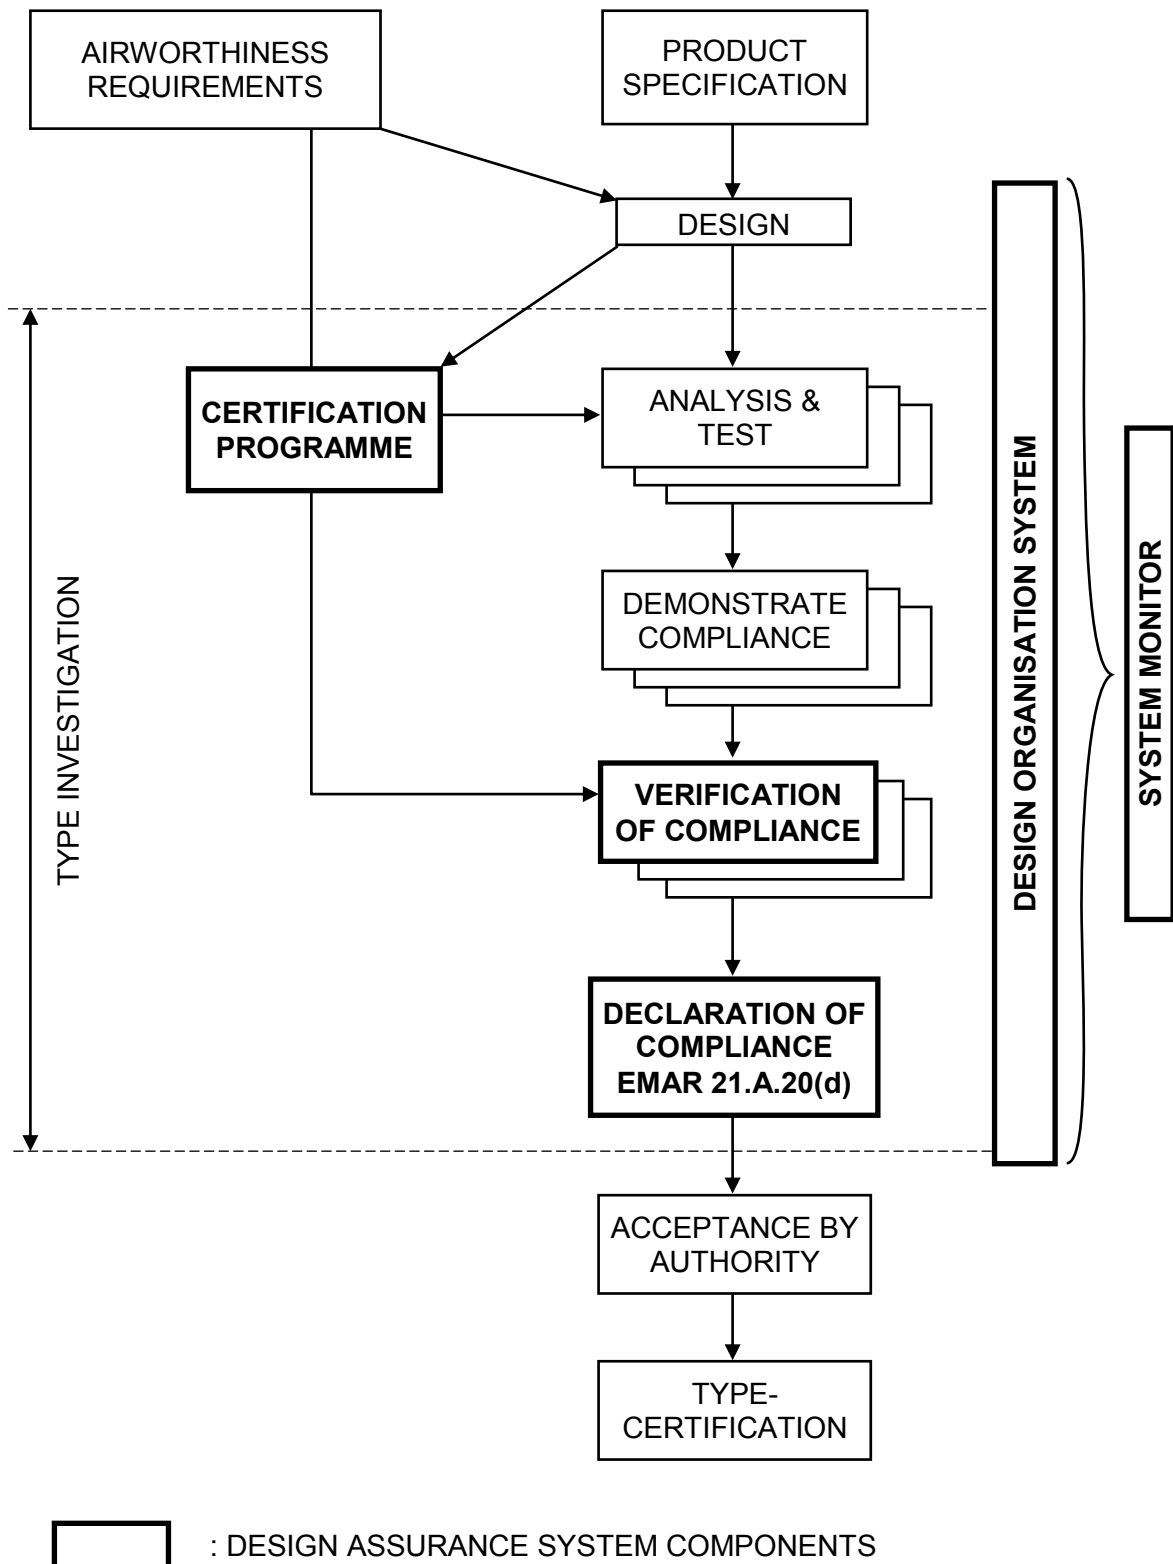 AIRWORTHINESS
REQUIREMENTS
PRODUCT
SPECIFICATION
DESIGN
CERTIFICATION
PROGRAMME
ANALYSIS &
TEST
DEMONSTRATE
COMPLIANCE
VERIFICATION
OF COMPLIANCE
DECLARATION OF
COMPLIANCE
EMAR 21.A.20(d)
ACCEPTANCE BY
AUTHORITY
TYPE-
CERTIFICATION
TYPE INVESTIGATION
DESIGN ORGANISATION SYSTEM
SYSTEM MONITOR
: DESIGN ASSURANCE SYSTEM COMPONENTS